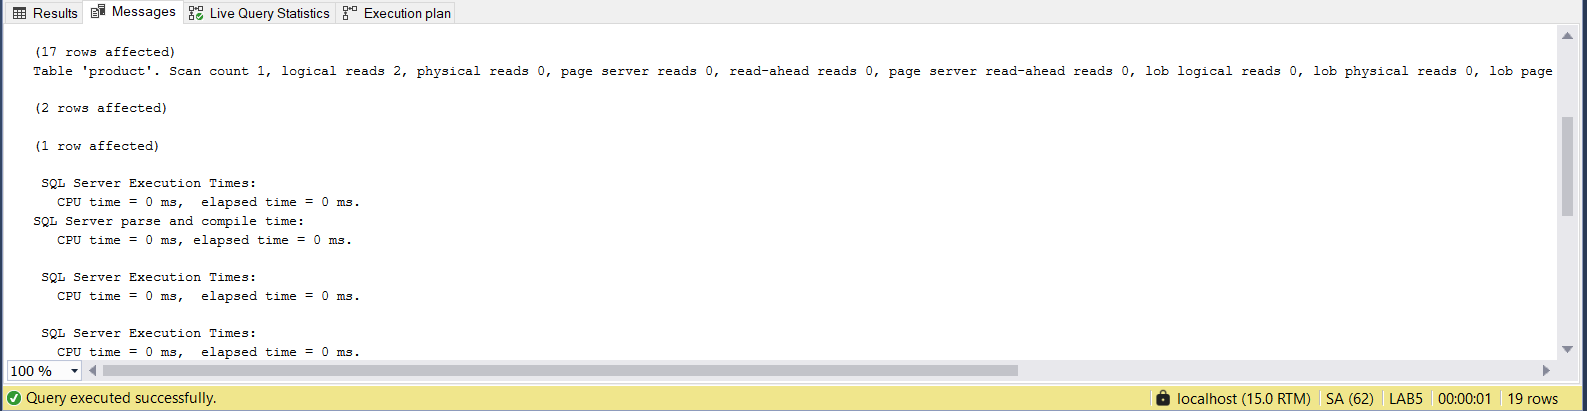 Results Messages Live Query Statistics Execution plan
(17 rows affected)
Table 'product'. Scan count 1, logical reads 2, physical reads 0, page server reads 0, read-ahead reads 0, page server read-ahead reads 0, lob logical reads 0, lob physical reads 0, lob page
(2 rows affected)
(1 row affected)
SQL Server Execution Times:
CPU time = 0 ms,  elapsed time = 0 ms.
SQL Server parse and compile time:
CPU time = 0 ms, elapsed time = 0 ms.
SQL Server Execution Times:
CPU time = 0 ms,  elapsed time = 0 ms.
SQL Server Execution Times:
CPU time = 0 ms,  elapsed time = 0 ms.
100 %
Query executed successfully. localhost (15.0 RTM) SA (62) LAB5 00:00:01 19 rows